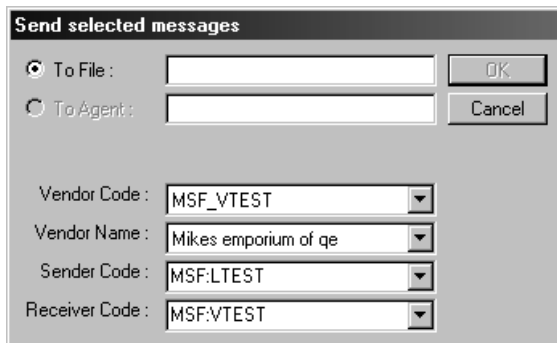 Send selected messages
To File : OK
To Agent : Cancel
Vendor Code : MSF_VTEST
Vendor Name : Mikes emporium of qe
Sender Code : MSF:LTEST
Receiver Code : MSF:VTEST